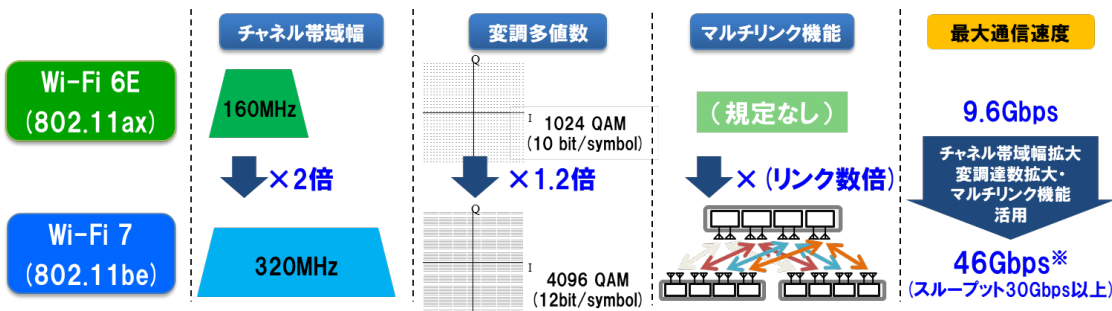 チャネル帯域幅
変調多値数
マルチリンク機能
最大通信速度
Wi-Fi 6E
(802.11ax)
160MHz
Q
I
1024 QAM
(10 bit/symbol)
(規定なし)
9.6Gbps
×2倍
×1.2倍
×(リンク数倍)
チャネル帯域幅拡大
変調達数拡大・
マルチリンク機能
活用
Wi-Fi 7
(802.11be)
320MHz
Q
I
4096 QAM
(12bit/symbol)
46Gbps※
(スループット30Gbps以上)